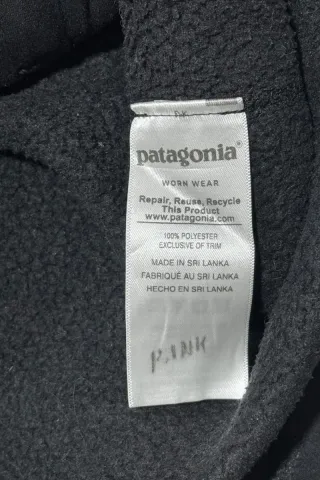 patagonia®
WORN WEAR
Repair, Reuse, Recycle
This Product
www.patagonia.com
100% POLYESTER
EXCLUSIVE OF TRIM
MADE IN SRI LANKA
FABRIQUÉ AU SRI LANKA
HECHO EN SRI LANKA
P.INK